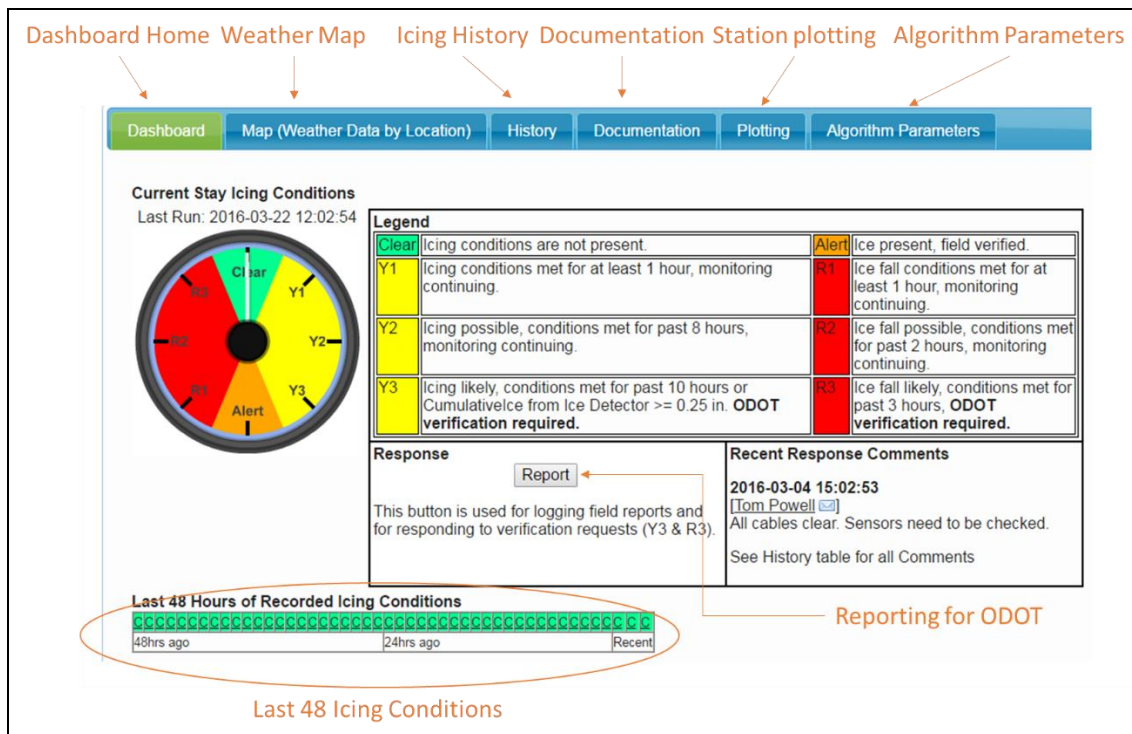 Dashboard Home Weather Map Icing History Documentation Station plotting Algorithm Parameters
Dashboard Map (Weather Data by Location) History Documentation Plotting Algorithm Parameters
Current Stay Icing Conditions
Last Run: 2016-03-22 12:02:54
Clear
Y1
Y2
Y3
Alert
R1
R2
R3
Legend
Clear Icing conditions are not present.
Alert Ice present, field verified.
Y1 Icing conditions met for at least 1 hour, monitoring
continuing.
R1 Ice fall conditions met for at
least 1 hour, monitoring
continuing.
Y2 Icing possible, conditions met for past 8 hours,
monitoring continuing.
R2 Ice fall possible, conditions met
for past 2 hours, monitoring
continuing.
Y3 Icing likely, conditions met for past 10 hours or
CumulativeIce from Ice Detector >= 0.25 in. ODOT
verification required.
R3 Ice fall likely, conditions met for
past 3 hours, ODOT
verification required.
Response
Report
This button is used for logging field reports and
for responding to verification requests (Y3 & R3).
Recent Response Comments
2016-03-04 15:02:53
[Tom Powell ]
All cables clear. Sensors need to be checked.
See History table for all Comments
Reporting for ODOT
Last 48 Hours of Recorded Icing Conditions
C C C C C C C C C C C C C C C C C C C C C C C C C C C C C C C C C C C C C C C C C C C C C C C C
48hrs ago 24hrs ago Recent
Last 48 Icing Conditions